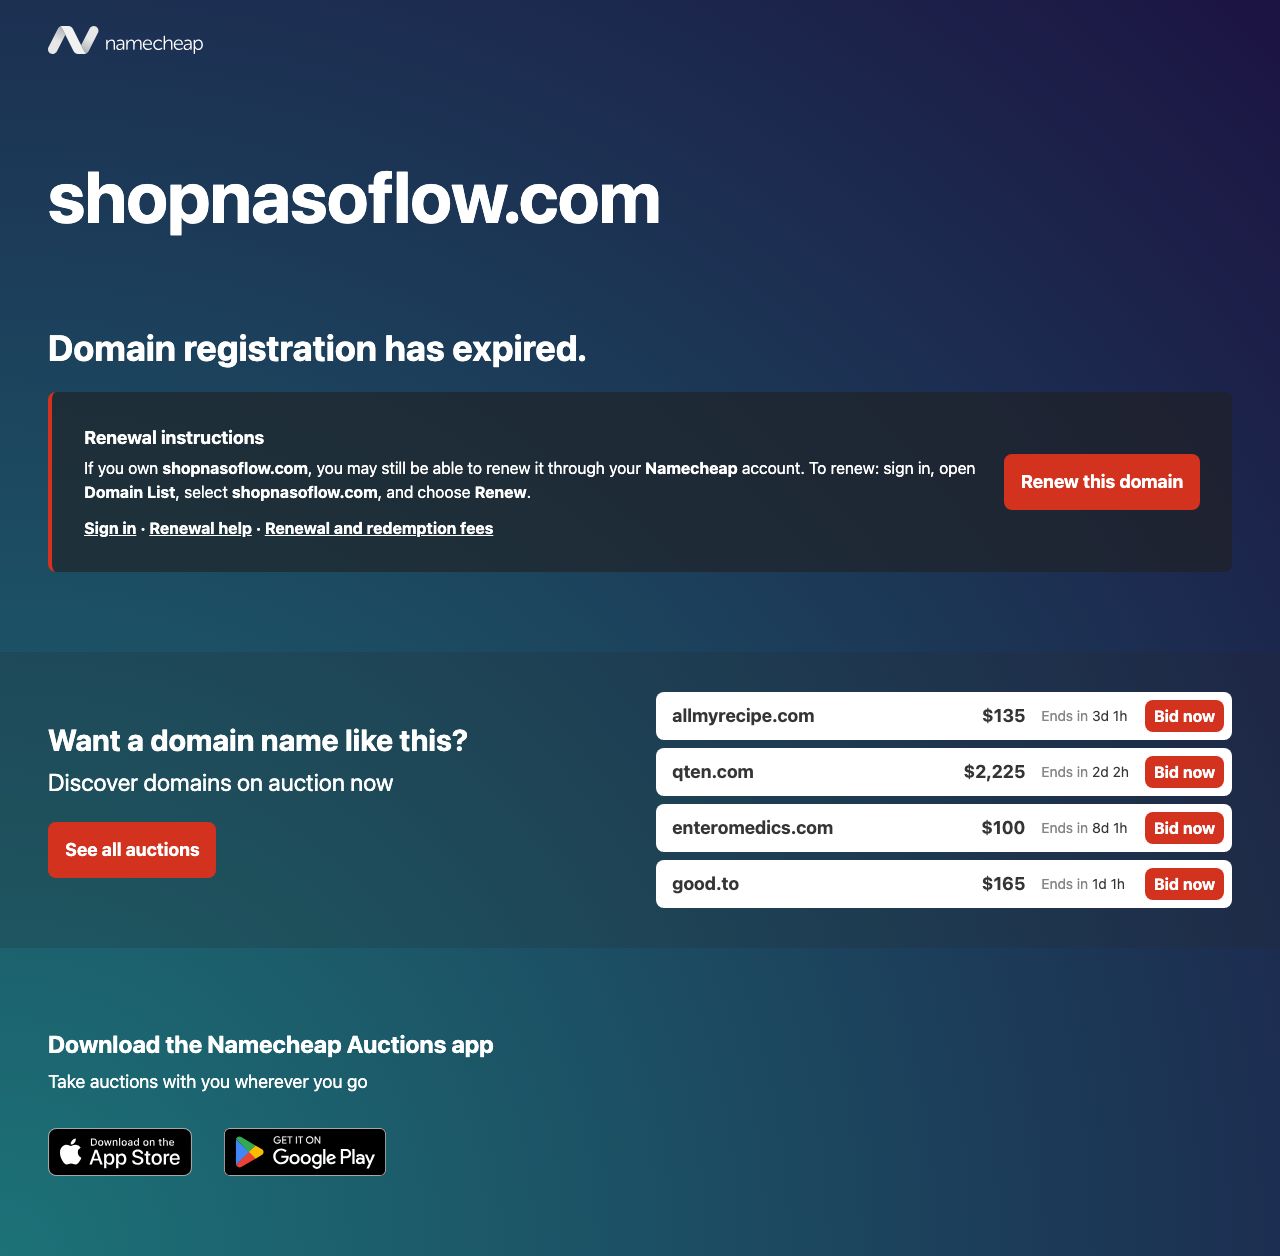 namecheap
shopnasoflow.com
Domain registration has expired.
Renewal instructions
If you own shopnasoflow.com, you may still be able to renew it through your Namecheap account. To renew: sign in, open
Domain List, select shopnasoflow.com, and choose Renew.
Sign in · Renewal help · Renewal and redemption fees
Renew this domain
Want a domain name like this?
Discover domains on auction now
See all auctions
allmyrecipe.com $135 Ends in 3d 1h Bid now
qten.com $2,225 Ends in 2d 2h Bid now
enteromedics.com $100 Ends in 8d 1h Bid now
good.to $165 Ends in 1d 1h Bid now
Download the Namecheap Auctions app
Take auctions with you wherever you go
Download on the
App Store
GET IT ON
Google Play